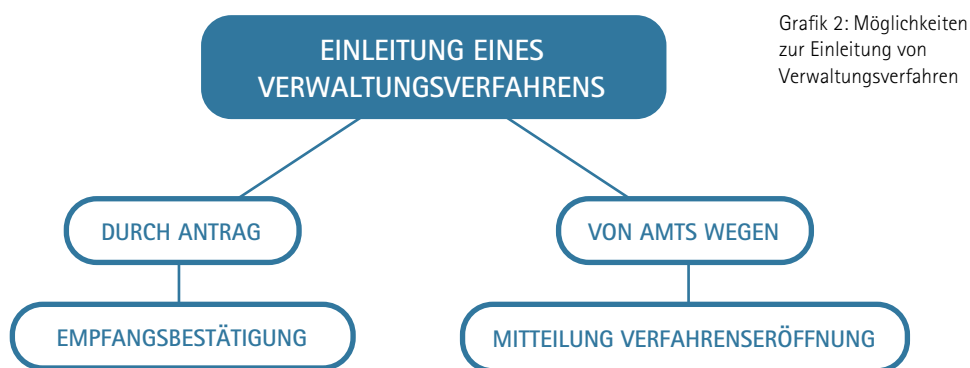 EINLEITUNG EINES
VERWALTUNGSVERFAHRENS
Grafik 2: Möglichkeiten
zur Einleitung von
Verwaltungsverfahren
DURCH ANTRAG
VON AMTS WEGEN
EMPFANGSBESTÄTIGUNG
MITTEILUNG VERFAHRENSERÖFFNUNG